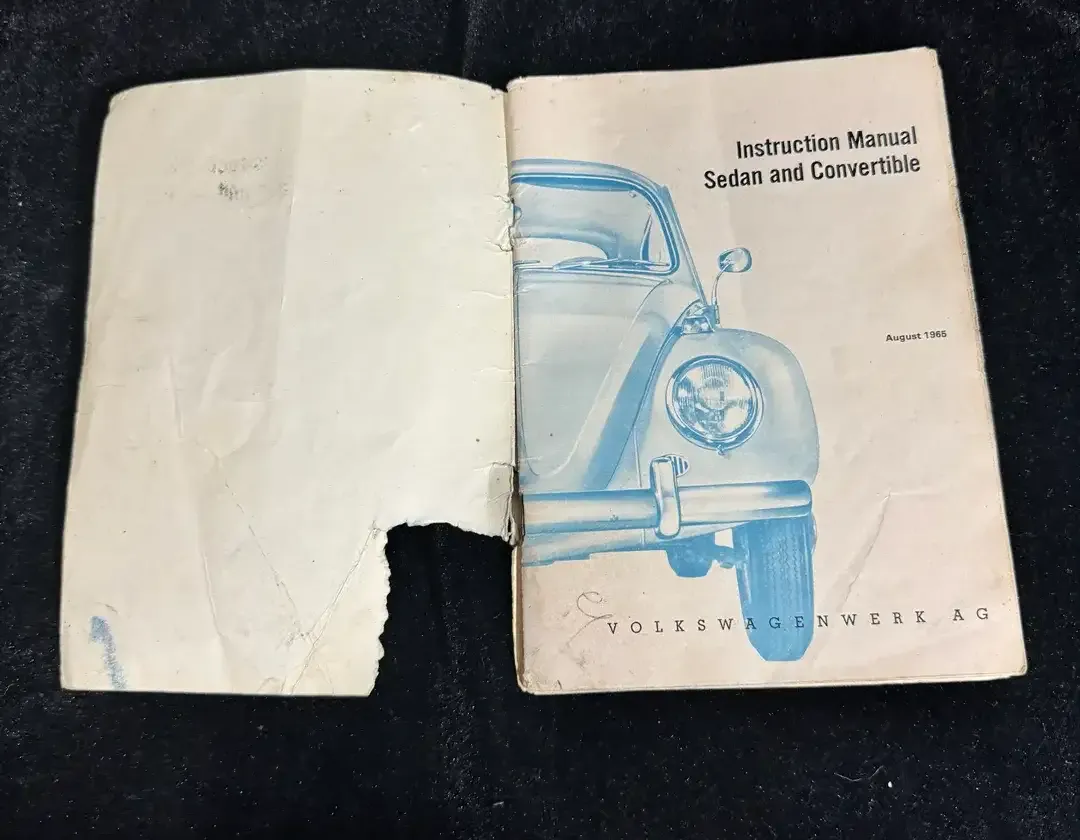 Instruction Manual
Sedan and Convertible
August 1965
VOLKSWAGENWERK AG